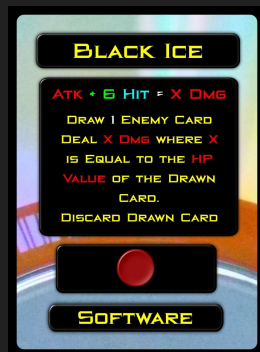 Black Ice
Atk + 6 Hit = X Dmg
Draw 1 Enemy Card
Deal X Dmg where X
is Equal to the HP
Value of the Drawn
Card.
Discard Drawn Card
Software